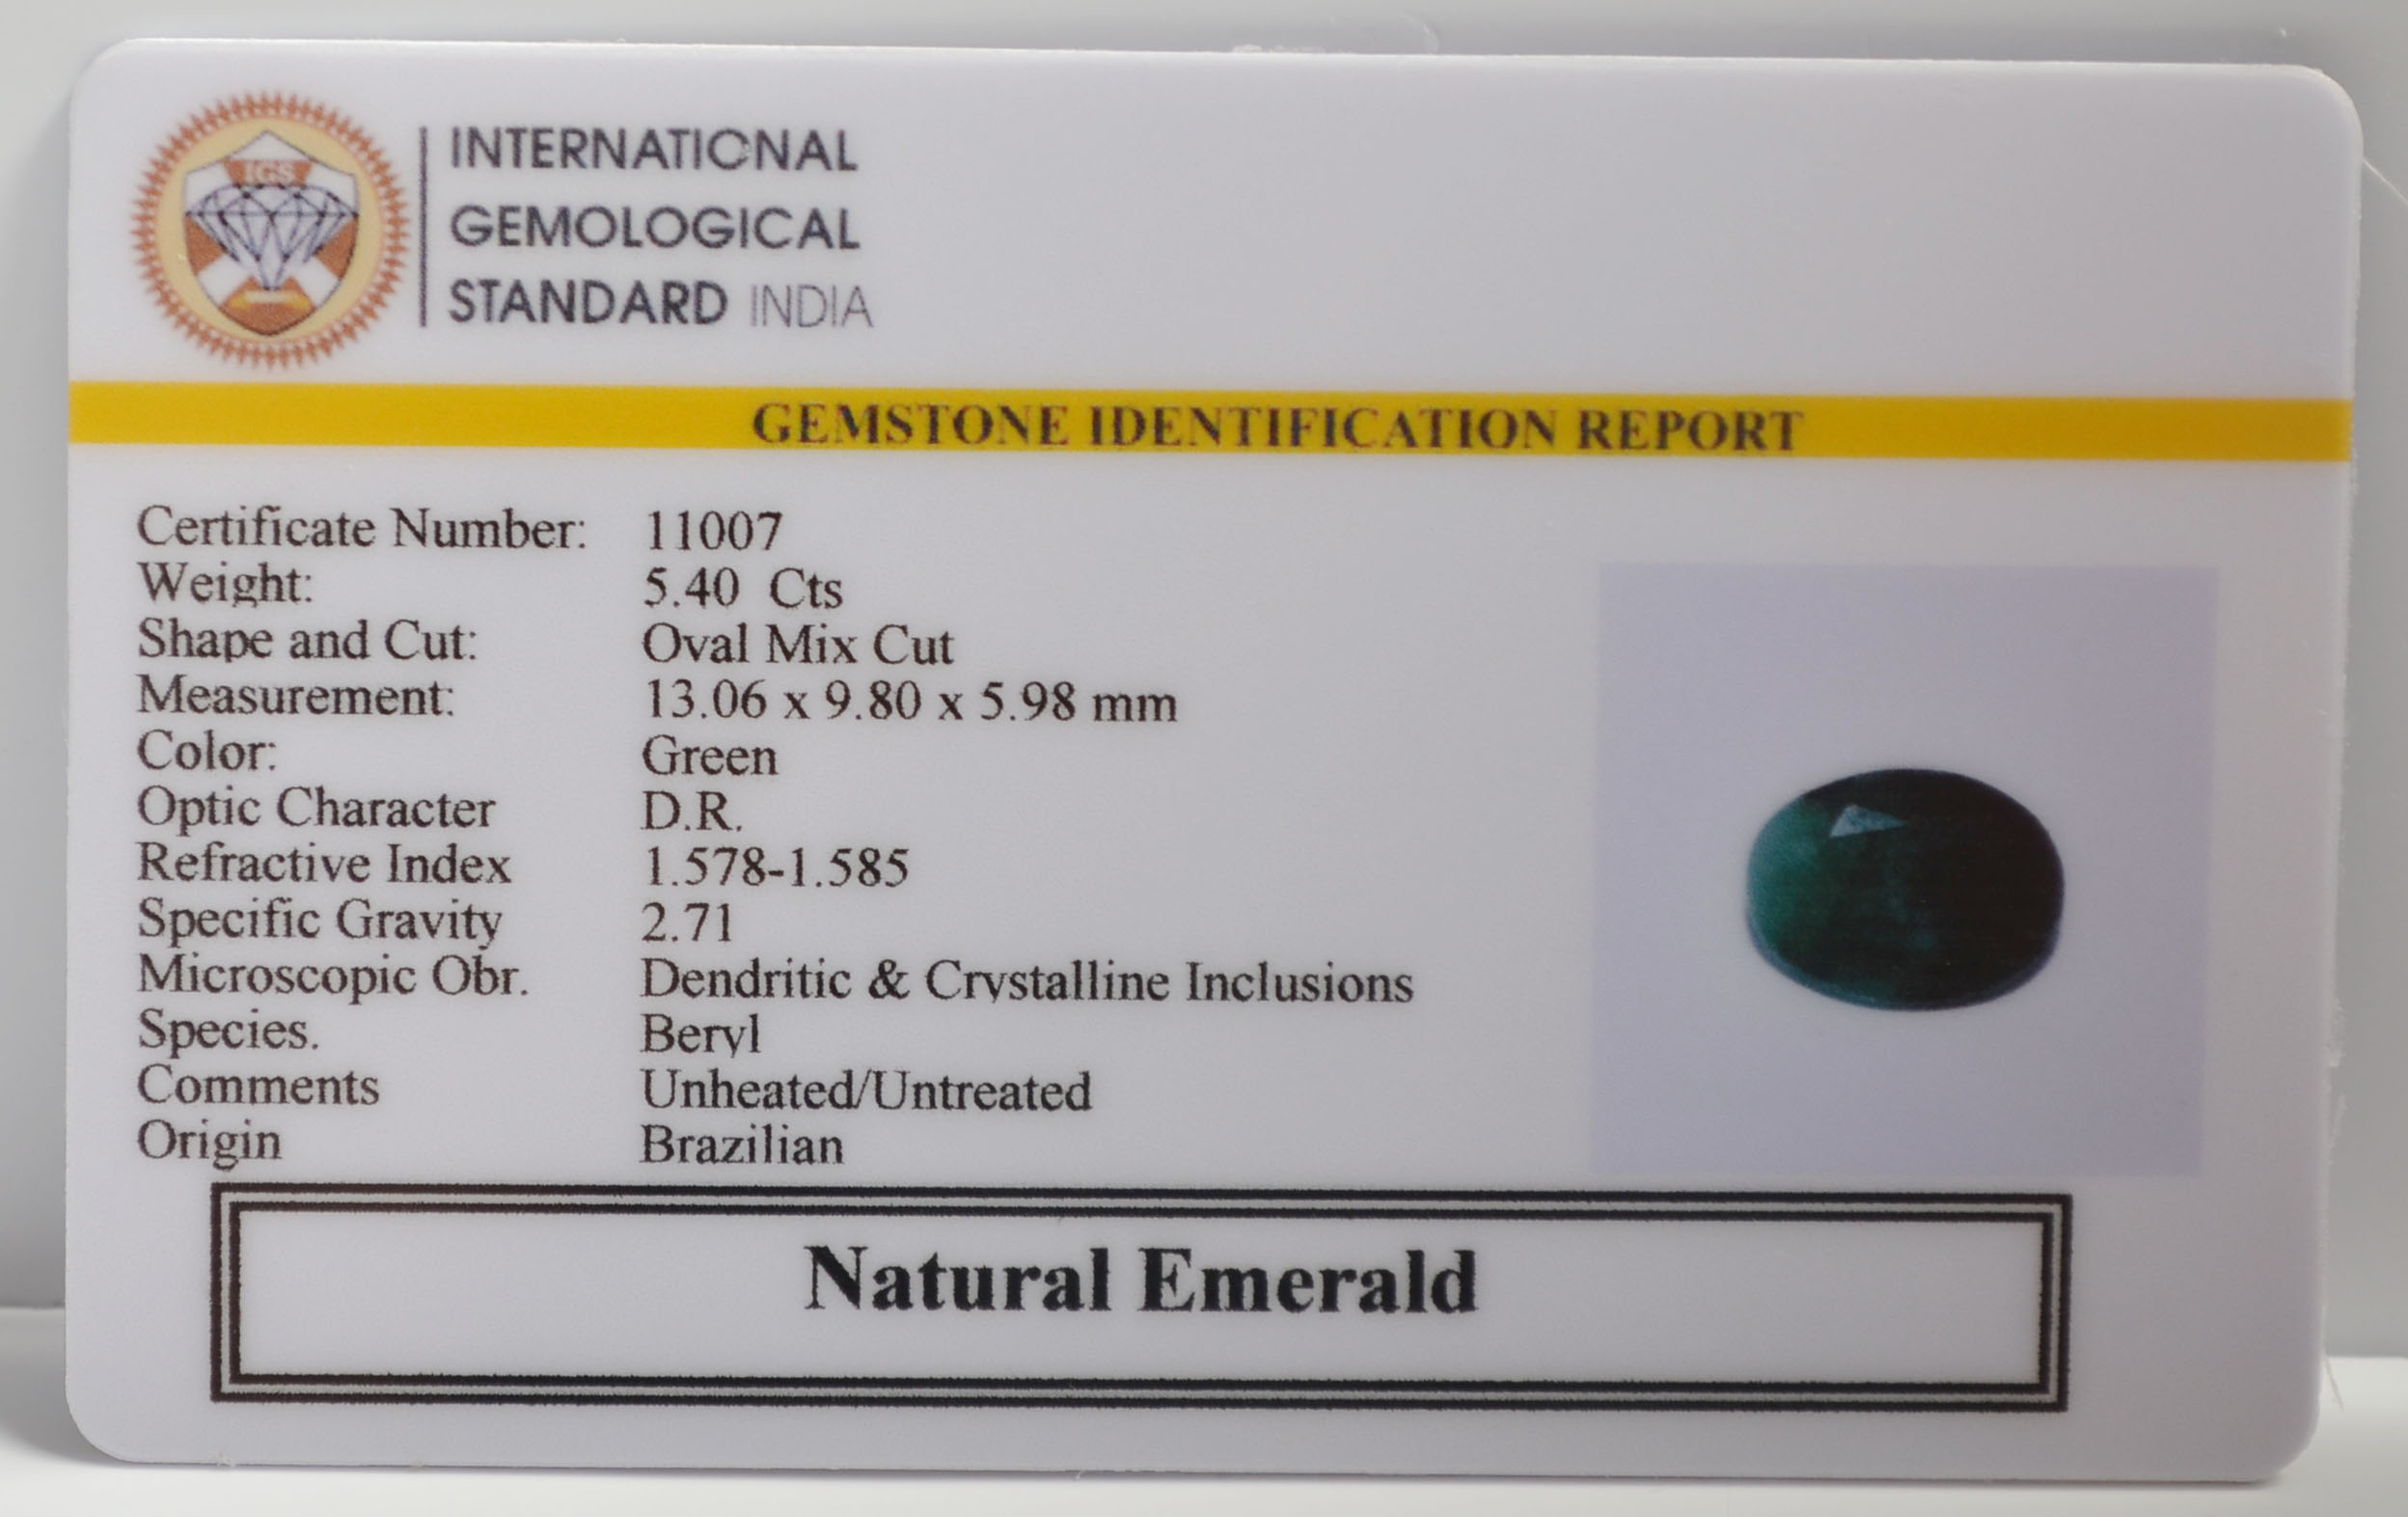 IGS
INTERNATIONAL
GEMOLOGICAL
STANDARD INDIA
GEMSTONE IDENTIFICATION REPORT
Certificate Number: 11007
Weight: 5.40 Cts
Shape and Cut: Oval Mix Cut
Measurement: 13.06 x 9.80 x 5.98 mm
Color: Green
Optic Character D.R.
Refractive Index 1.578-1.585
Specific Gravity 2.71
Microscopic Obr. Dendritic & Crystalline Inclusions
Species. Beryl
Comments Unheated/Untreated
Origin Brazilian
Natural Emerald